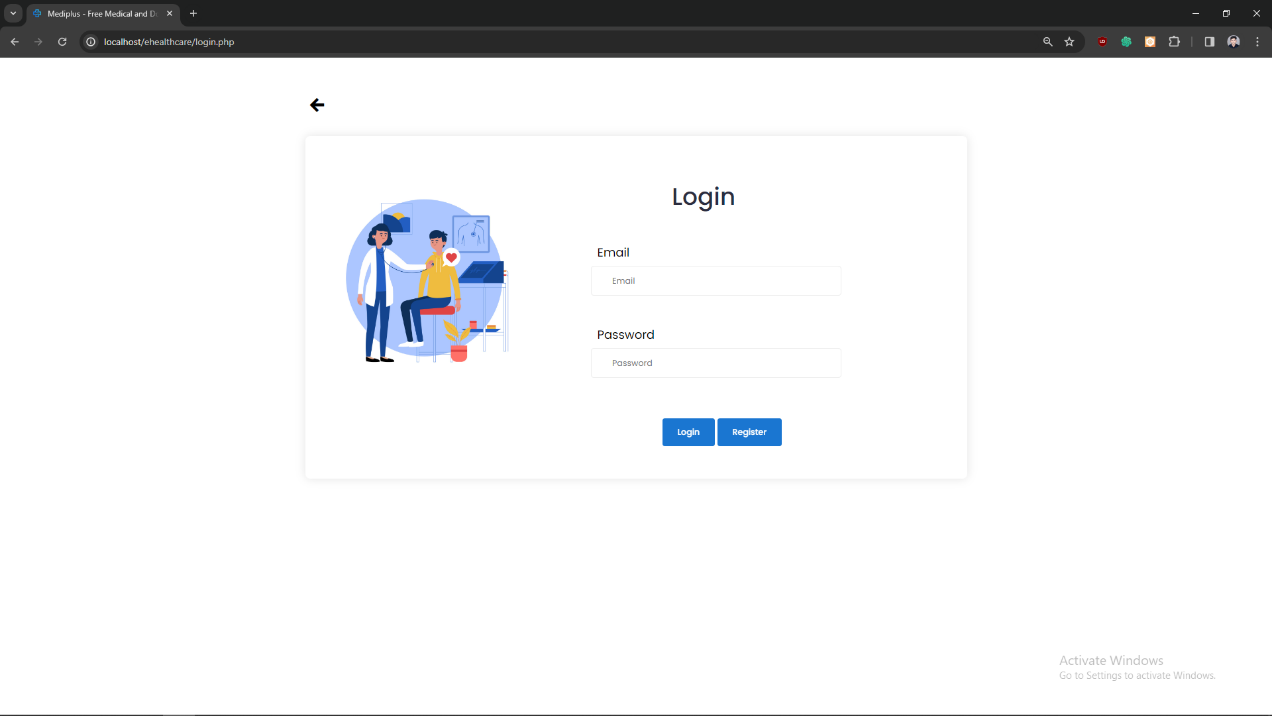 Mediplus - Free Medical and Do
localhost/ehealthcare/login.php
Login
Email
Email
Password
Password
Login Register
Activate Windows
Go to Settings to activate Windows.